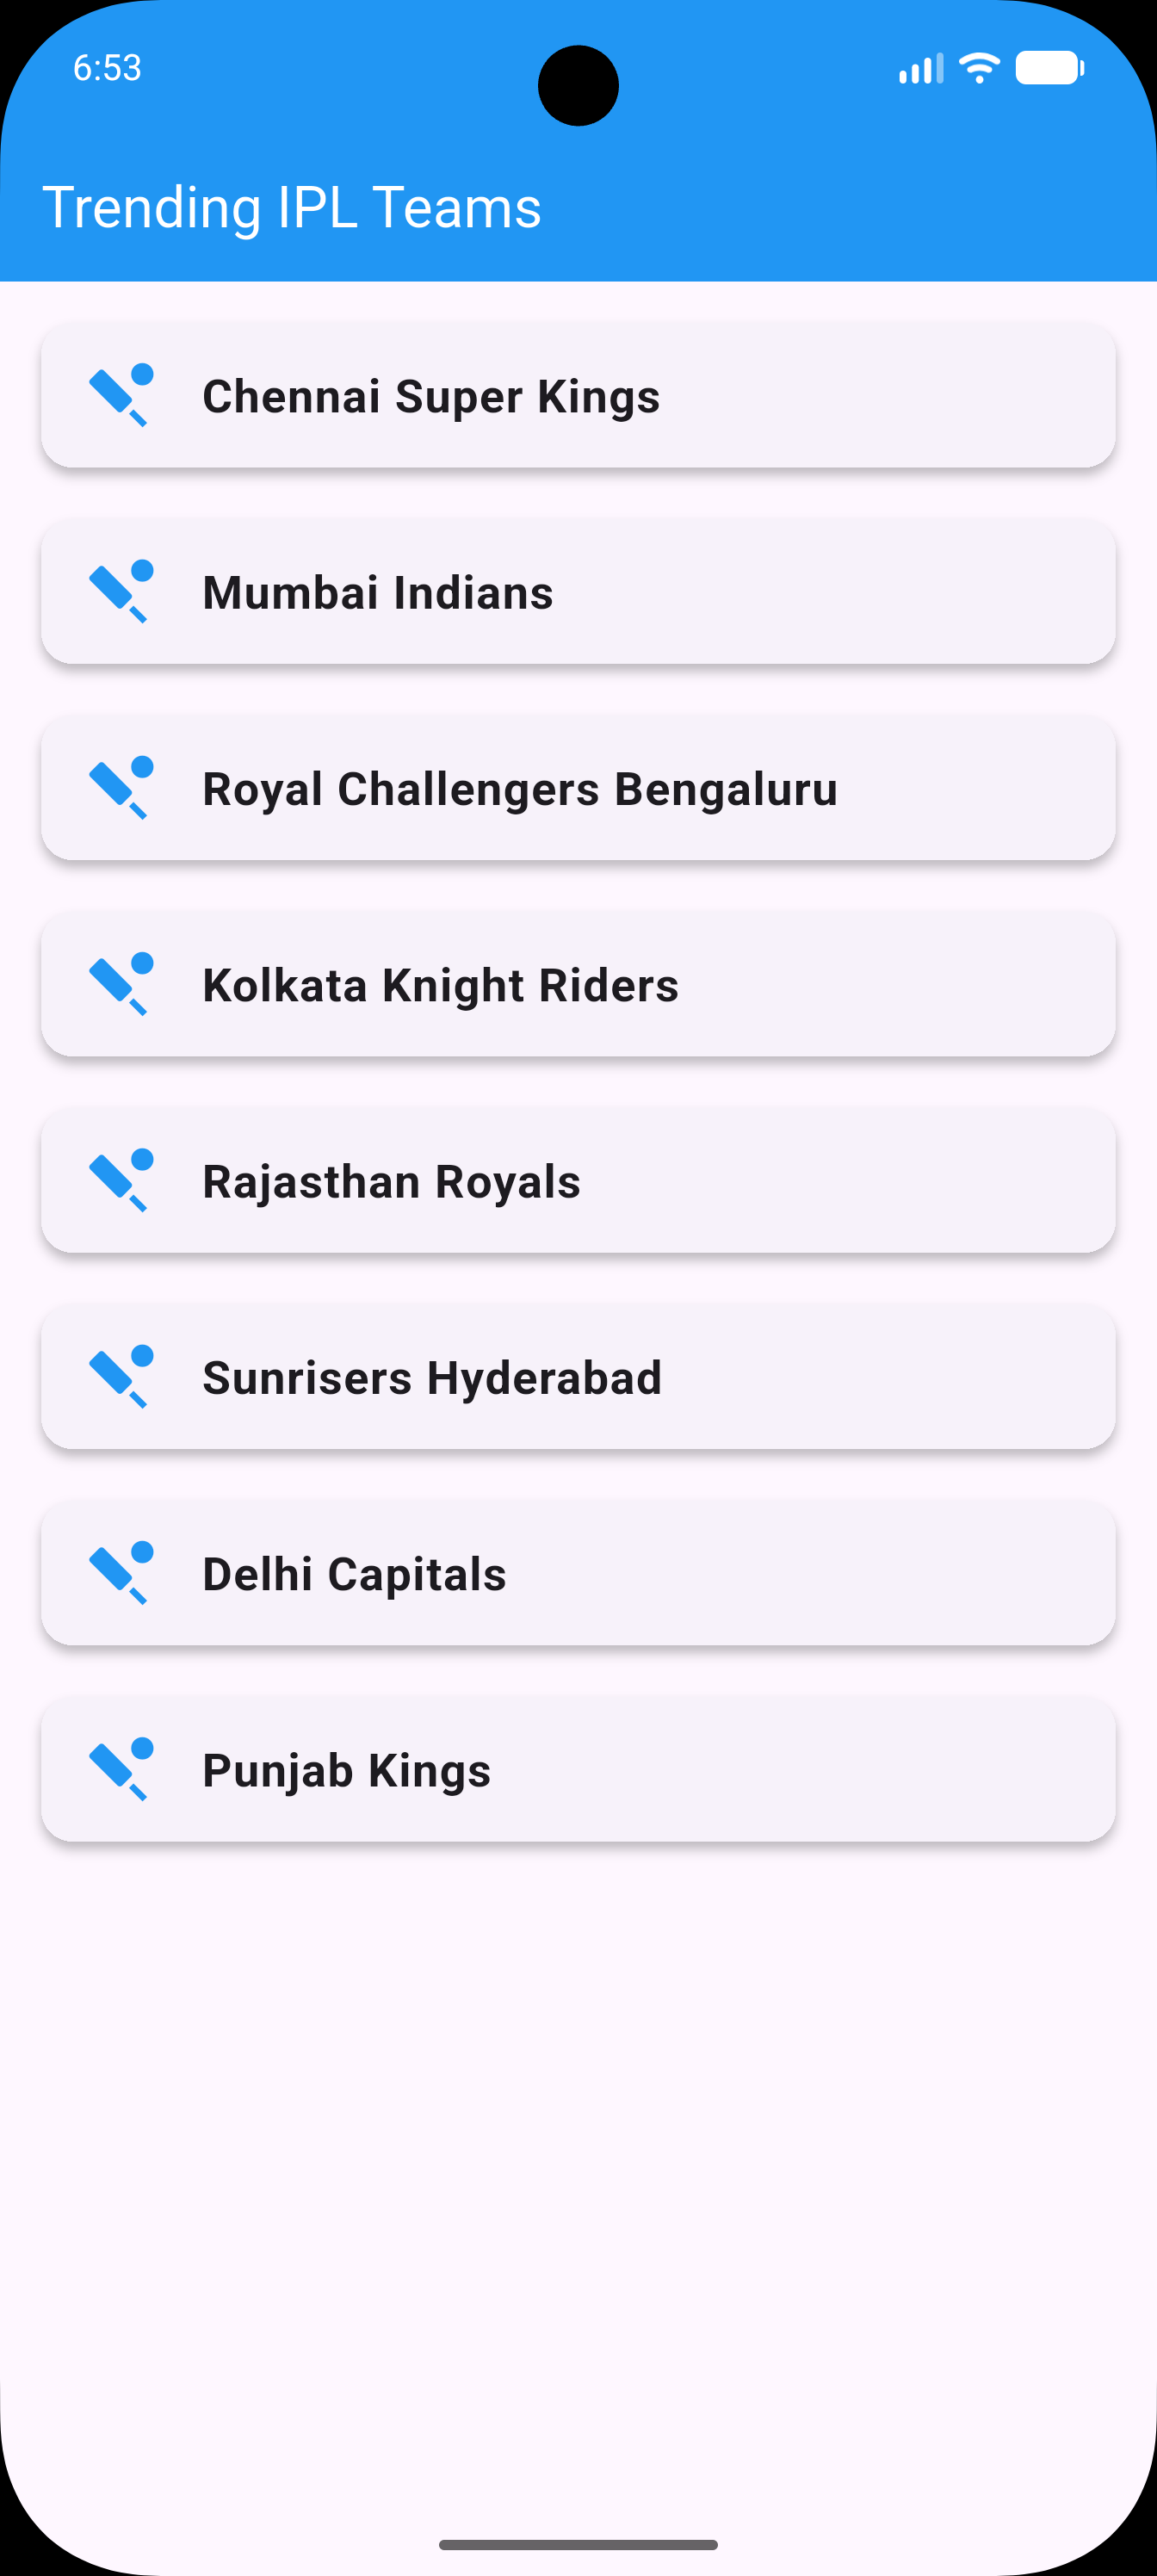 6:53
Trending IPL Teams
Chennai Super Kings
Mumbai Indians
Royal Challengers Bengaluru
Kolkata Knight Riders
Rajasthan Royals
Sunrisers Hyderabad
Delhi Capitals
Punjab Kings